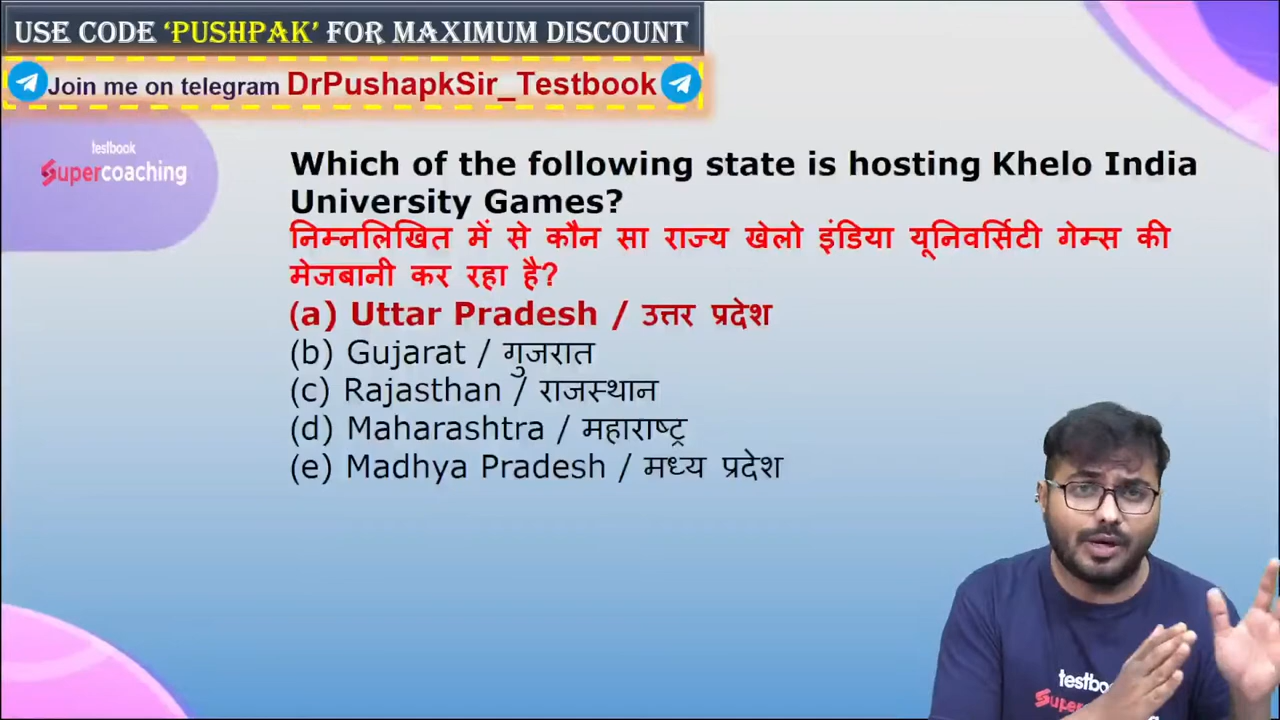 USE CODE ‘PUSHPAK’ FOR MAXIMUM DISCOUNT
Join me on telegram DrPushapkSir_Testbook
testbook
Supercoaching
Which of the following state is hosting Khelo India
University Games?
निम्नलिखित में से कौन सा राज्य खेलो इंडिया यूनिवर्सिटी गेम्स की
मेजबानी कर रहा है?
(a) Uttar Pradesh / उत्तर प्रदेश
(b) Gujarat / गुजरात
(c) Rajasthan / राजस्थान
(d) Maharashtra / महाराष्ट्र
(e) Madhya Pradesh / मध्य प्रदेश
testbo
Super